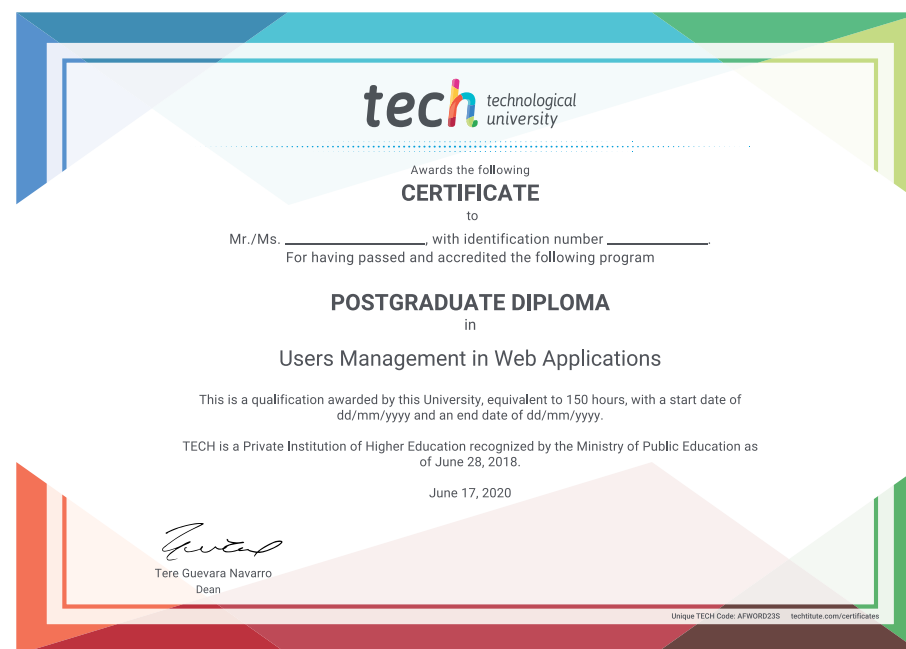 tech technological
university
Awards the following
CERTIFICATE
to
Mr./Ms. ____________, with identification number ____________.
For having passed and accredited the following program
POSTGRADUATE DIPLOMA
in
Users Management in Web Applications
This is a qualification awarded by this University, equivalent to 150 hours, with a start date of
dd/mm/yyyy and an end date of dd/mm/yyyy.
TECH is a Private Institution of Higher Education recognized by the Ministry of Public Education as
of June 28, 2018.
June 17, 2020
Tere Guevara Navarro
Dean
Unique TECH Code: AFWORD23S techtitute.com/certificates